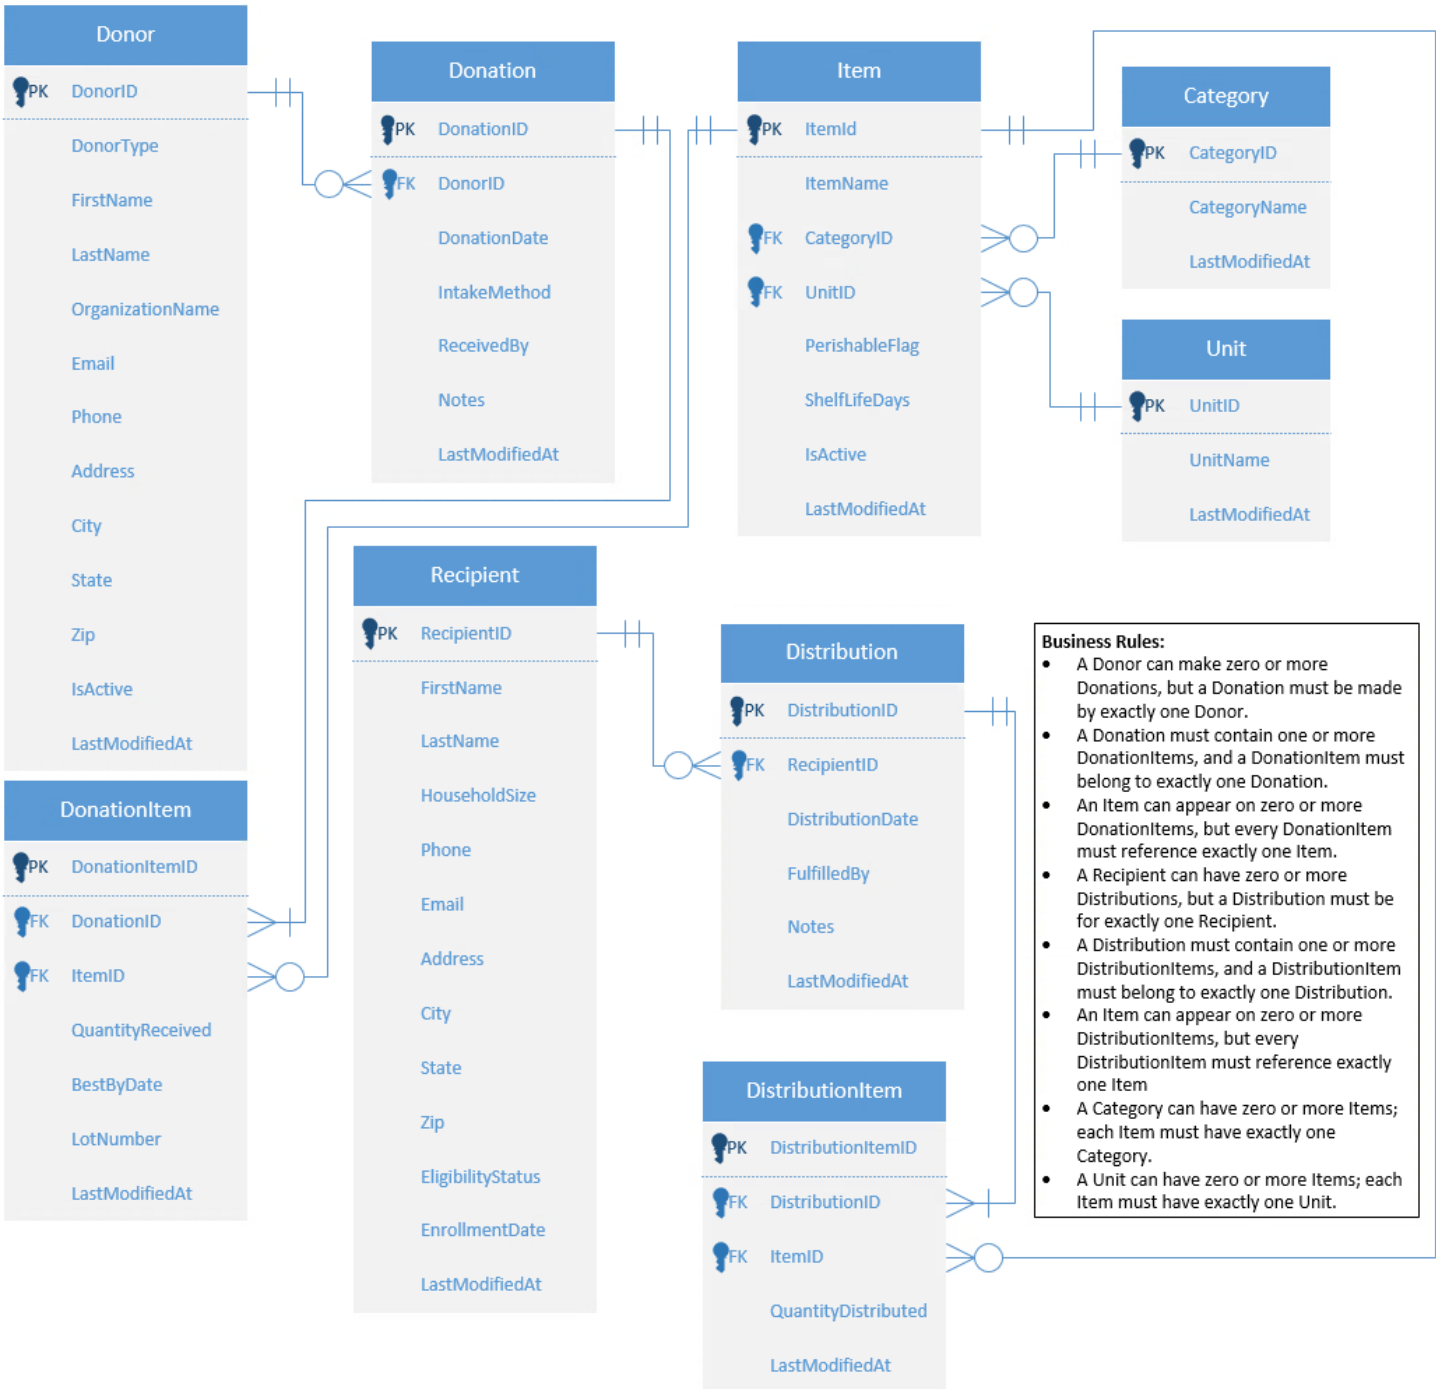 Donor
PK DonorID
DonorType
FirstName
LastName
OrganizationName
Email
Phone
Address
City
State
Zip
IsActive
LastModifiedAt
Donation
PK DonationID
FK DonorID
DonationDate
IntakeMethod
ReceivedBy
Notes
LastModifiedAt
Item
PK ItemId
ItemName
FK CategoryID
FK UnitID
PerishableFlag
ShelfLifeDays
IsActive
LastModifiedAt
Category
PK CategoryID
CategoryName
LastModifiedAt
Unit
PK UnitID
UnitName
LastModifiedAt
DonationItem
PK DonationItemID
FK DonationID
FK ItemID
QuantityReceived
BestByDate
LotNumber
LastModifiedAt
Recipient
PK RecipientID
FirstName
LastName
HouseholdSize
Phone
Email
Address
City
State
Zip
EligibilityStatus
EnrollmentDate
LastModifiedAt
Distribution
PK DistributionID
FK RecipientID
DistributionDate
FulfilledBy
Notes
LastModifiedAt
DistributionItem
PK DistributionItemID
FK DistributionID
FK ItemID
QuantityDistributed
LastModifiedAt
Business Rules:
• A Donor can make zero or more
Donations, but a Donation must be made
by exactly one Donor.
• A Donation must contain one or more
DonationItems, and a DonationItem must
belong to exactly one Donation.
• An Item can appear on zero or more
DonationItems, but every DonationItem
must reference exactly one Item.
• A Recipient can have zero or more
Distributions, but a Distribution must be
for exactly one Recipient.
• A Distribution must contain one or more
DistributionItems, and a DistributionItem
must belong to exactly one Distribution.
• An Item can appear on zero or more
DistributionItems, but every
DistributionItem must reference exactly
one Item
• A Category can have zero or more Items;
each Item must have exactly one
Category.
• A Unit can have zero or more Items; each
Item must have exactly one Unit.